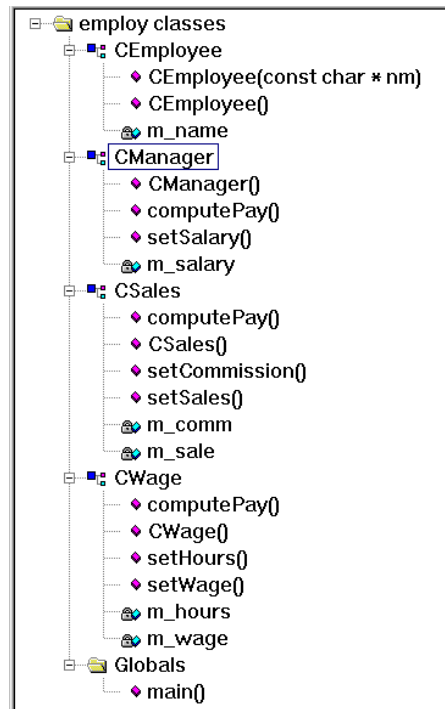 employ classes
CEmployee
CEmployee(const char * nm)
CEmployee()
m_name
CManager
CManager()
computePay()
setSalary()
m_salary
CSales
computePay()
CSales()
setCommission()
setSales()
m_comm
m_sale
CWage
computePay()
CWage()
setHours()
setWage()
m_hours
m_wage
Globals
main()